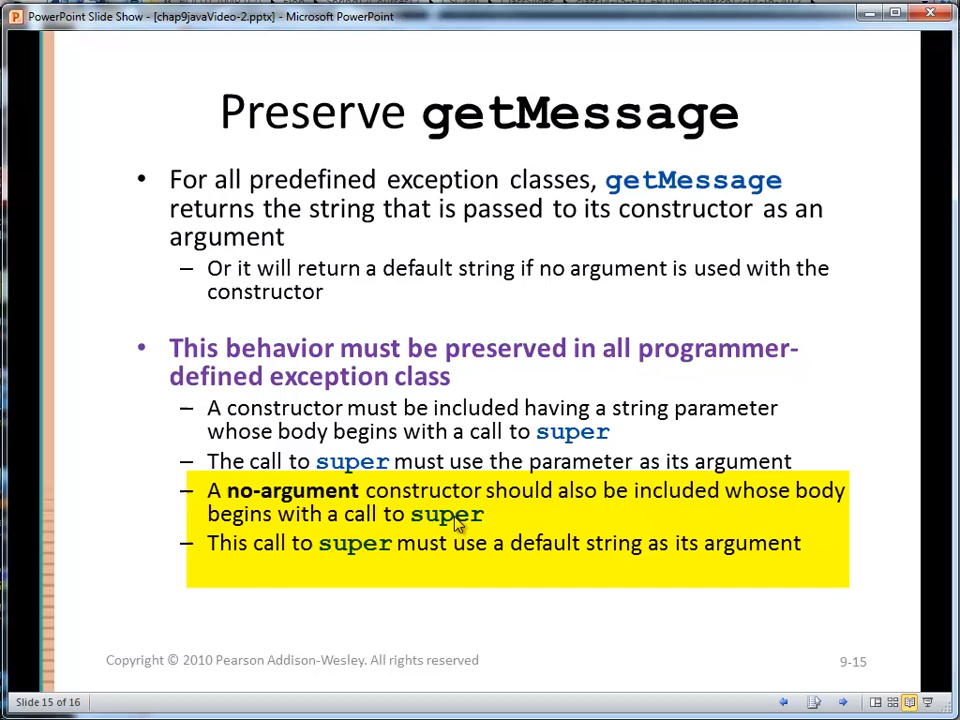 PowerPoint Slide Show - [chap9javaVideo-2.pptx] - Microsoft PowerPoint
Preserve getMessage
• For all predefined exception classes, getMessage
returns the string that is passed to its constructor as an
argument
– Or it will return a default string if no argument is used with the
constructor
• This behavior must be preserved in all programmer-
defined exception class
– A constructor must be included having a string parameter
whose body begins with a call to super
– The call to super must use the parameter as its argument
– A no-argument constructor should also be included whose body
begins with a call to super
– This call to super must use a default string as its argument
Copyright © 2010 Pearson Addison-Wesley. All rights reserved
9-15
Slide 15 of 16